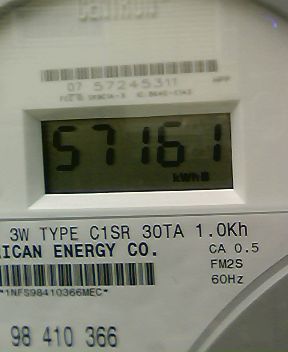 CENTRON
07 57245311
57161
kWh
3W TYPE C1SR 30TA 1.0Kh
ICAN ENERGY CO. CA 0.5
FM2S
*1NFS98410366MEC* 60Hz
98 410 366